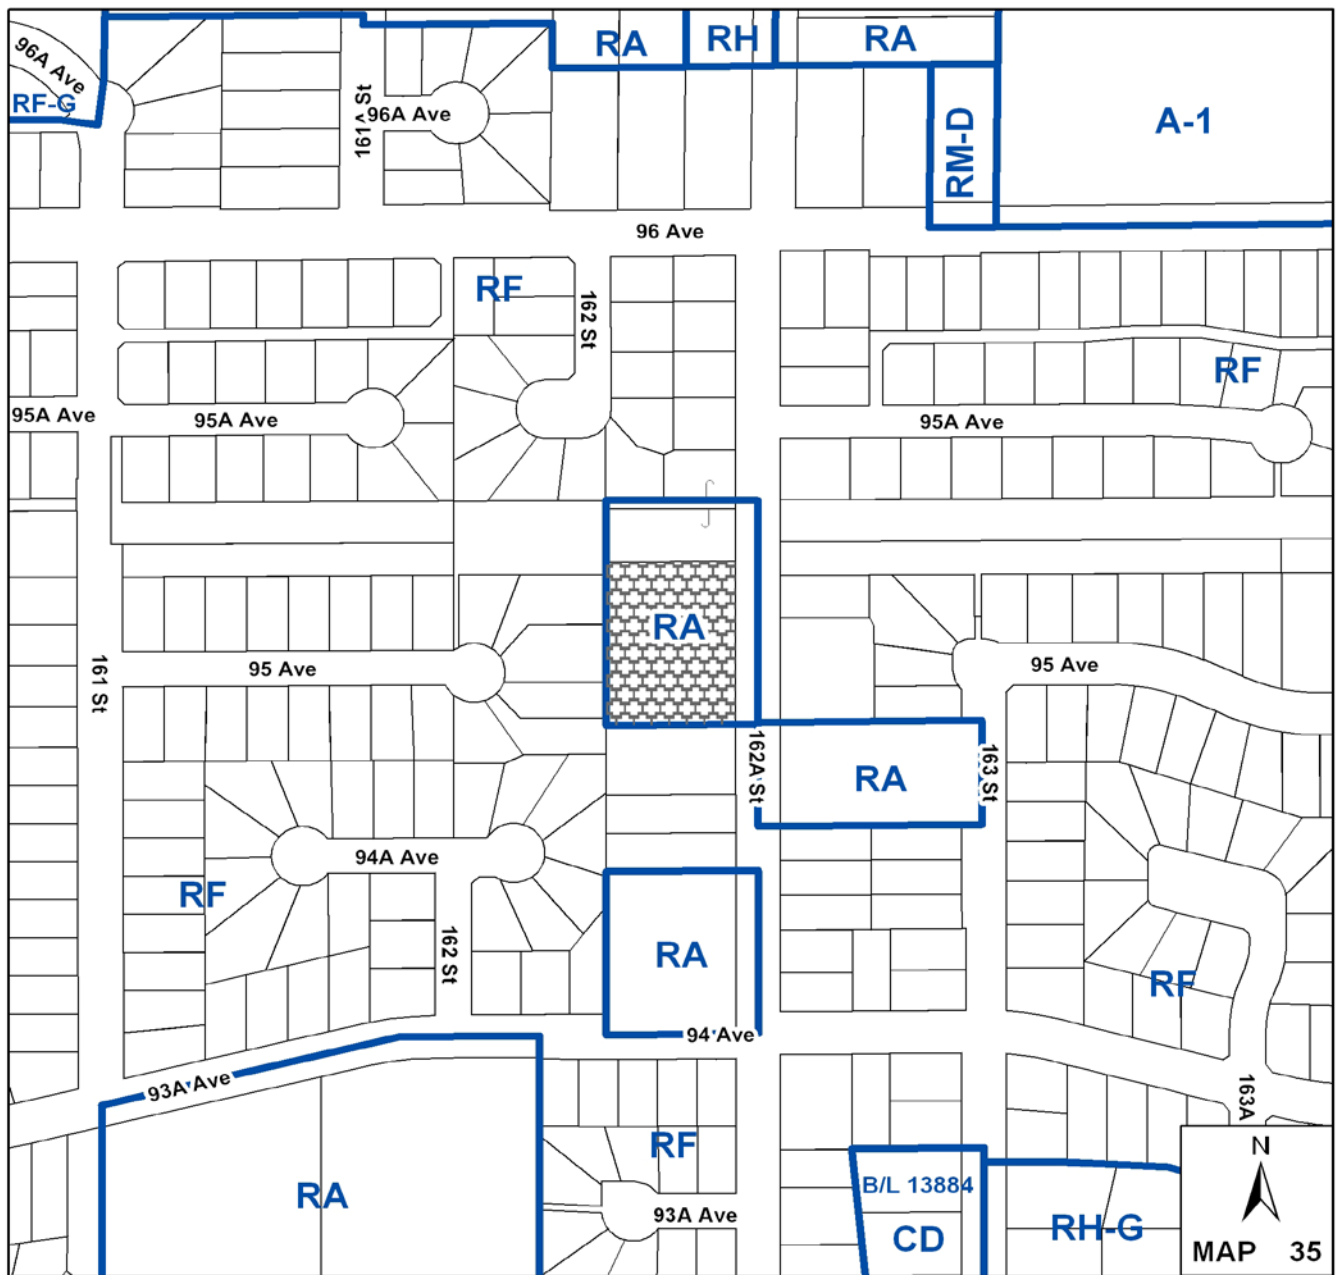 RA
RH
RA
96A Ave
RF-G
161A St
96A Ave
RM-D
A-1
96 Ave
RF
162 St
RF
95A Ave
95A Ave
95A Ave
RA
161 St
95 Ave
95 Ave
162A St
RA
163 St
94A Ave
RF
162 St
RA
RF
94 Ave
93A Ave
163A
RF
N
RA
B/L 13884
93A Ave
CD
RH-G
MAP 35